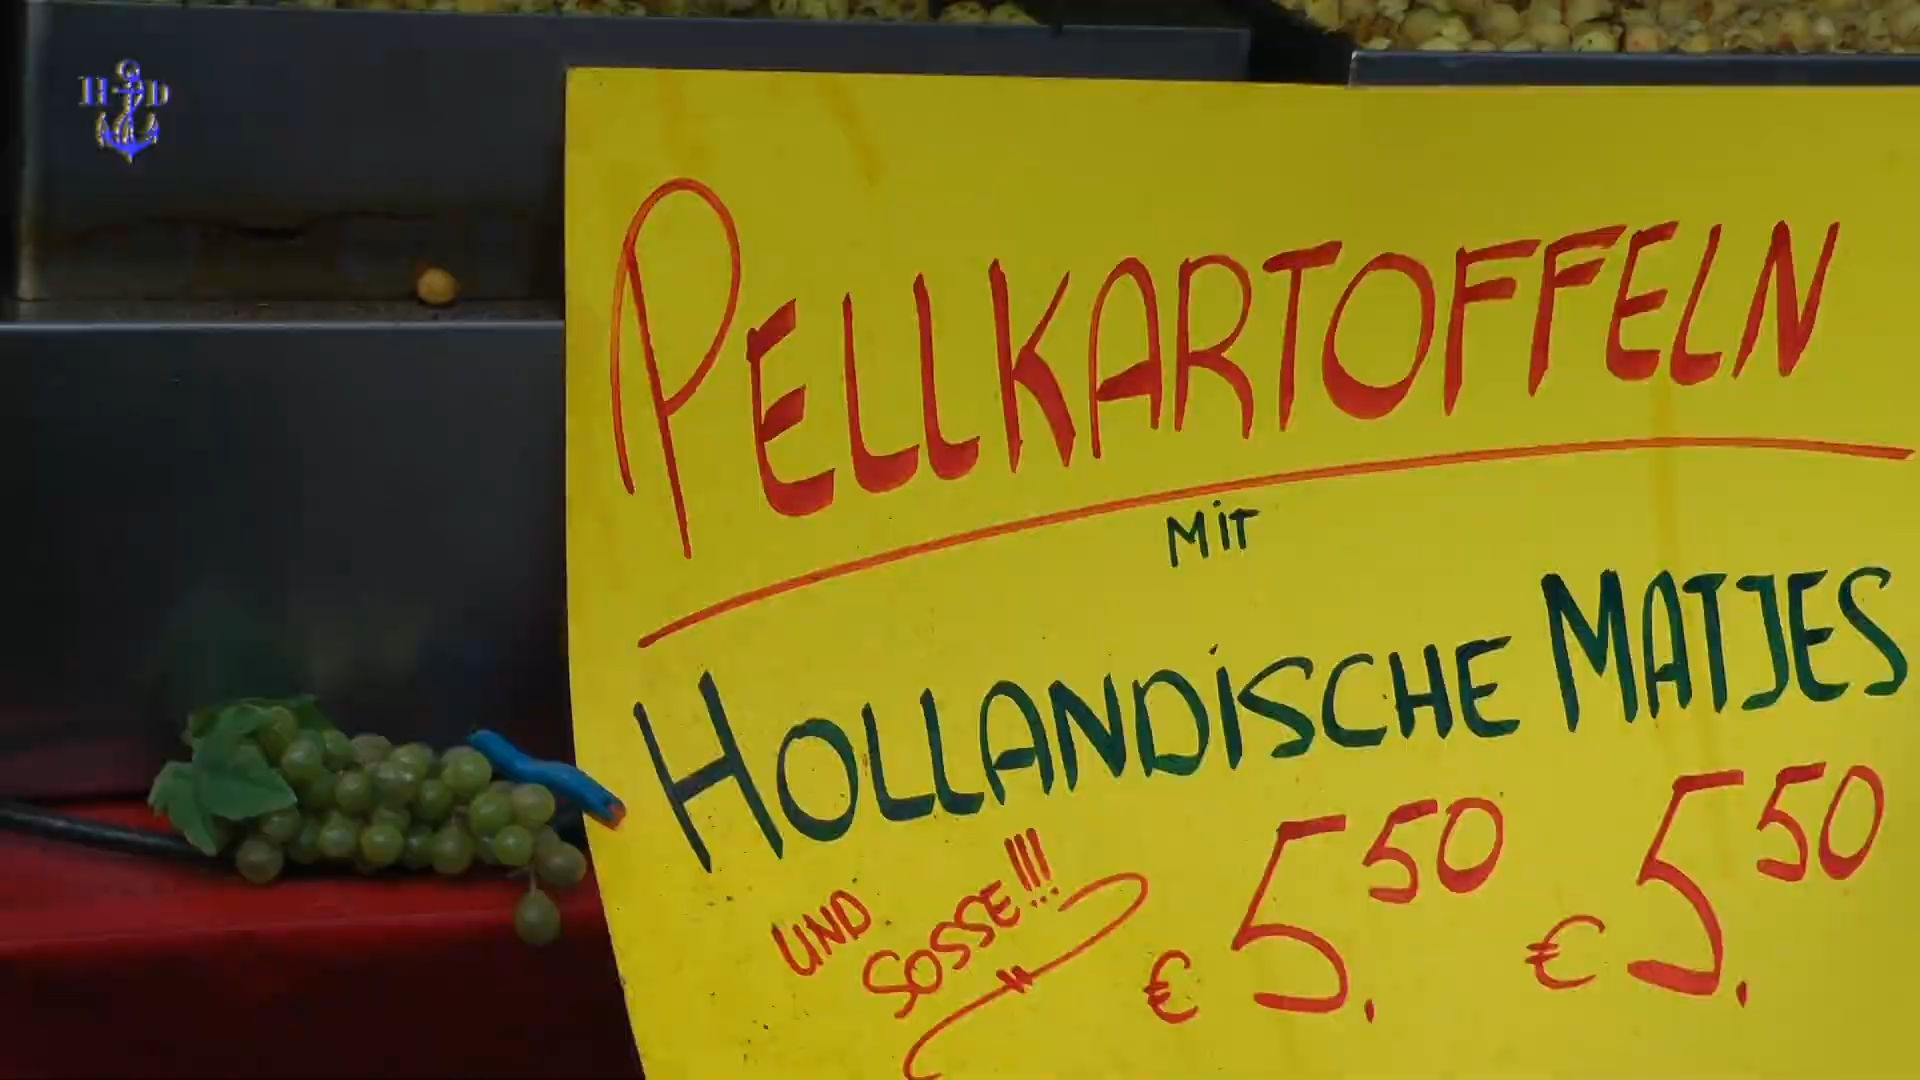 H D
PELLKARTOFFELN
MIT
HOLLANDISCHE MATJES
UND
SOSSE!!!
€ 5.50 € 5.50